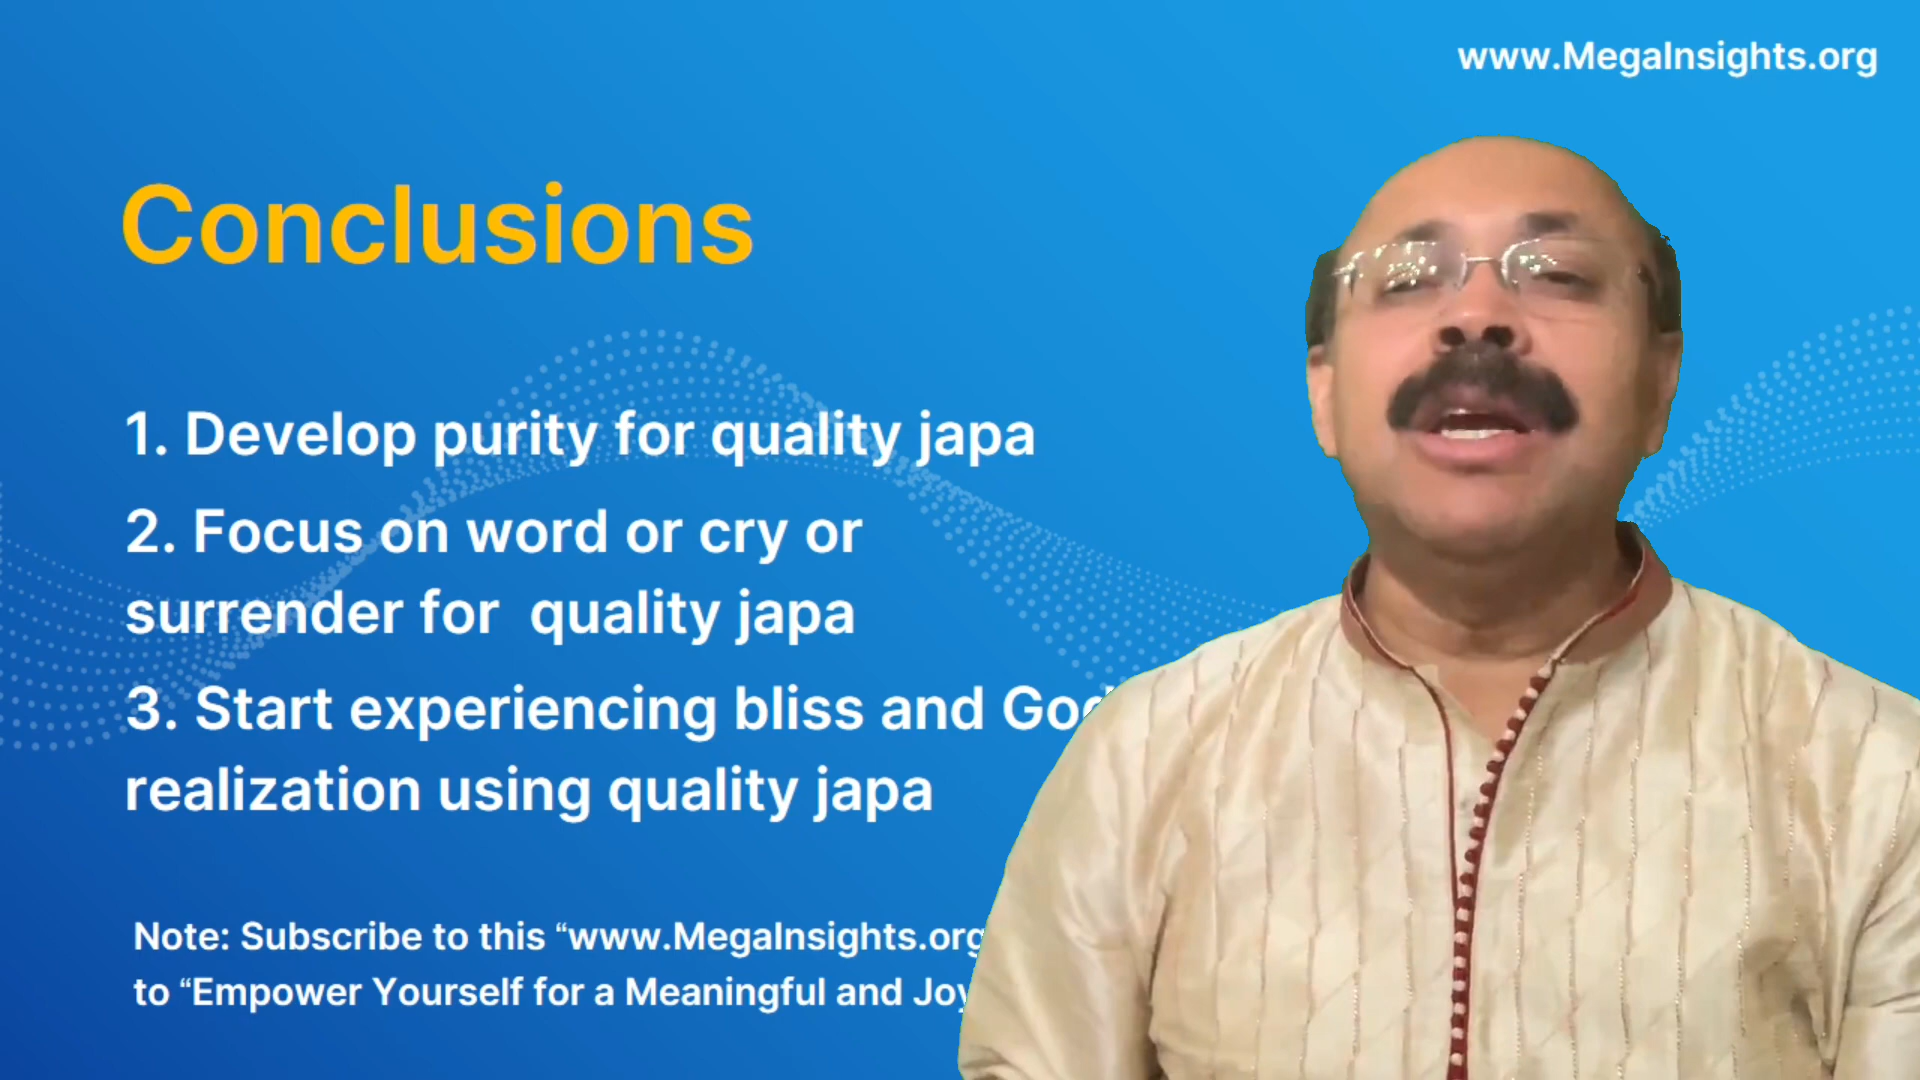 www.MegaInsights.org
Conclusions
1. Develop purity for quality japa
2. Focus on word or cry or
surrender for quality japa
3. Start experiencing bliss and God
realization using quality japa
Note: Subscribe to this “www.MegaInsights.org
to “Empower Yourself for a Meaningful and